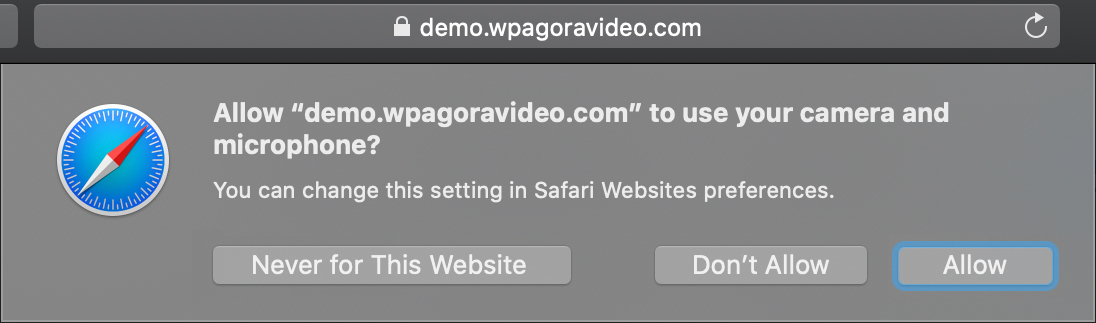 demo.wpagoravideo.com
Allow “demo.wpagoravideo.com” to use your camera and
microphone?
You can change this setting in Safari Websites preferences.
Never for This Website
Don’t Allow
Allow